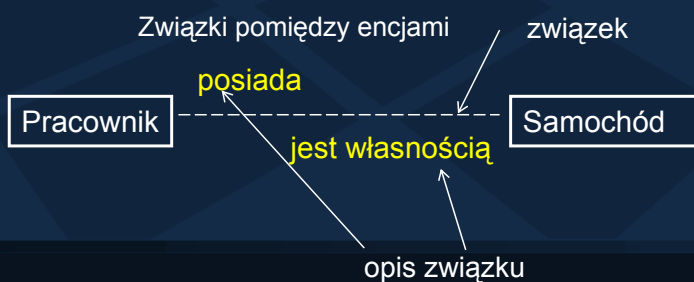 Związki pomiędzy encjami
związek
posiada
Pracownik
Samochód
jest własnością
opis związku